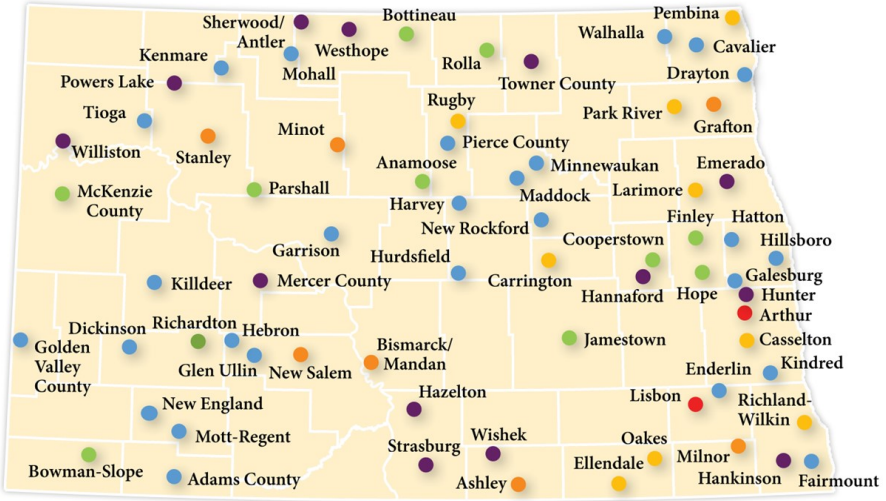 Sherwood/
Antler
Bottineau
Pembina
Westhope
Walhalla
Cavalier
Kenmare
Mohall
Rolla
Towner County
Drayton
Powers Lake
Rugby
Park River
Grafton
Tioga
Minot
Pierce County
Williston
Stanley
Anamoose
Minnewaukan
Emerado
McKenzie
County
Parshall
Harvey
Maddock
Larimore
New Rockford
Finley
Hatton
Garrison
Hurdsfield
Cooperstown
Hillsboro
Killdeer
Mercer County
Carrington
Hannaford
Hope
Galesburg
Hunter
Arthur
Dickinson
Richardton
Hebron
Golden
Valley
County
Glen Ullin
New Salem
Bismarck/
Mandan
Jamestown
Casselton
Enderlin
Kindred
New England
Hazelton
Lisbon
Richland-
Wilkin
Mott-Regent
Strasburg
Wishek
Oakes
Bowman-Slope
Adams County
Ashley
Ellendale
Milnor
Hankinson
Fairmount